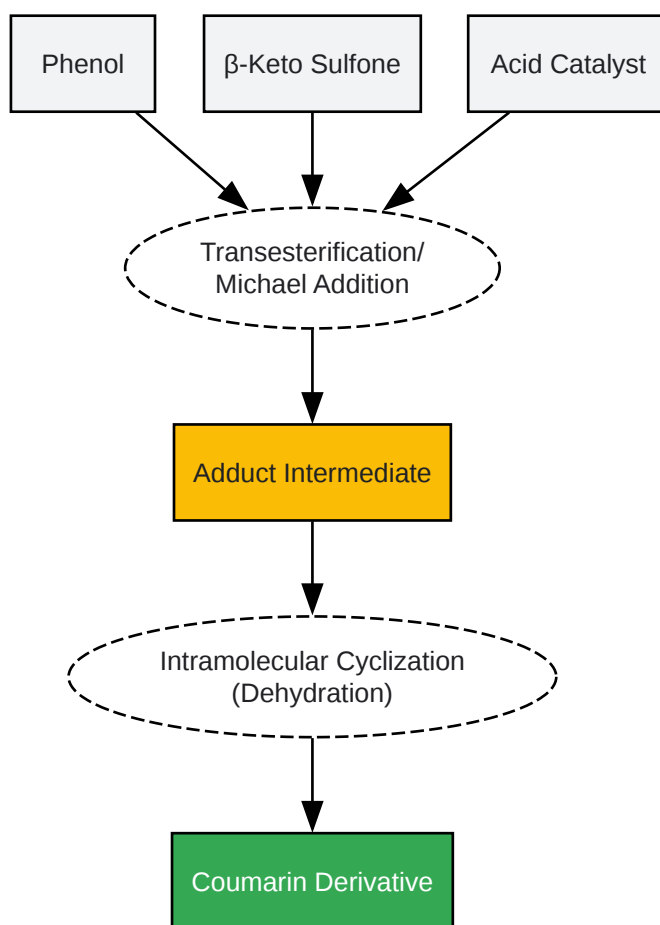 Phenol
β-Keto Sulfone
Acid Catalyst
Transesterification/
Michael Addition
Adduct Intermediate
Intramolecular Cyclization
(Dehydration)
Coumarin Derivative